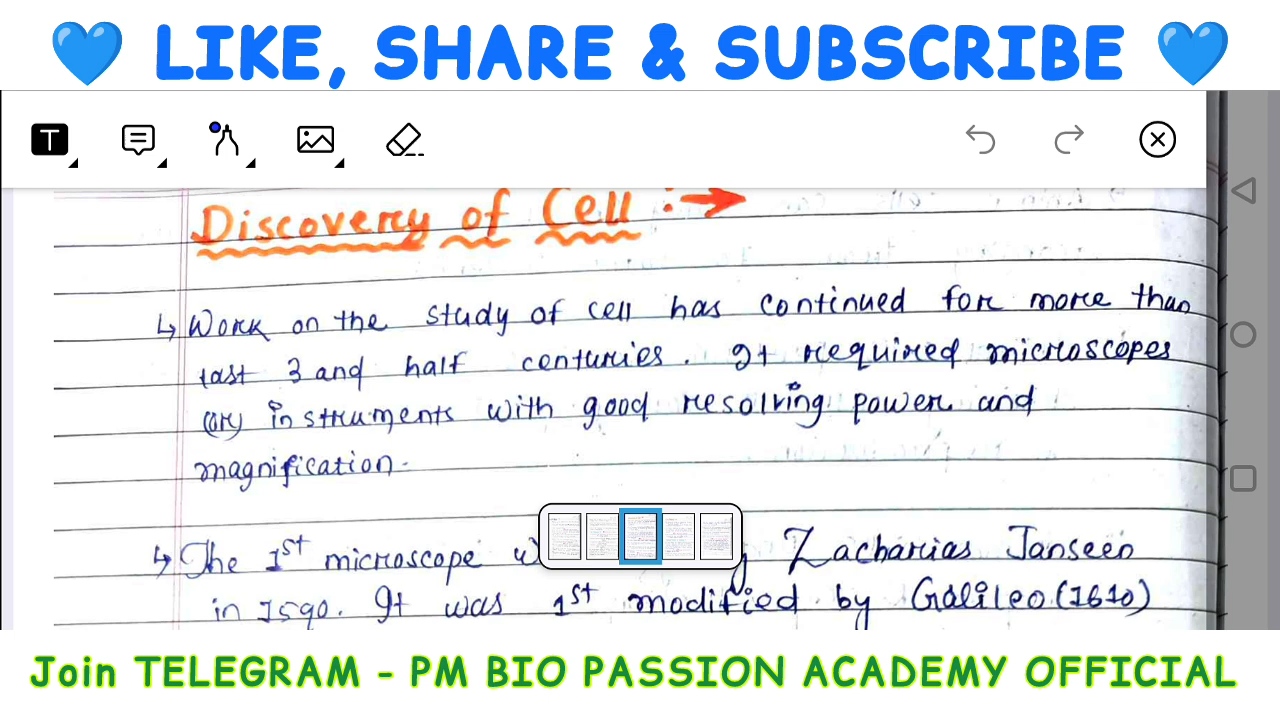 💙 LIKE, SHARE & SUBSCRIBE 💙
T
Discovery of Cell :→
↳ Work on the study of cell has continued for more than
last 3 and half centuries. It required microscopes
(or) instruments with good resolving power and
magnification.
↳ The 1st microscope Zacharias Janseen
in 1590. It was 1st modified by Galileo (1610)
Join TELEGRAM - PM BIO PASSION ACADEMY OFFICIAL